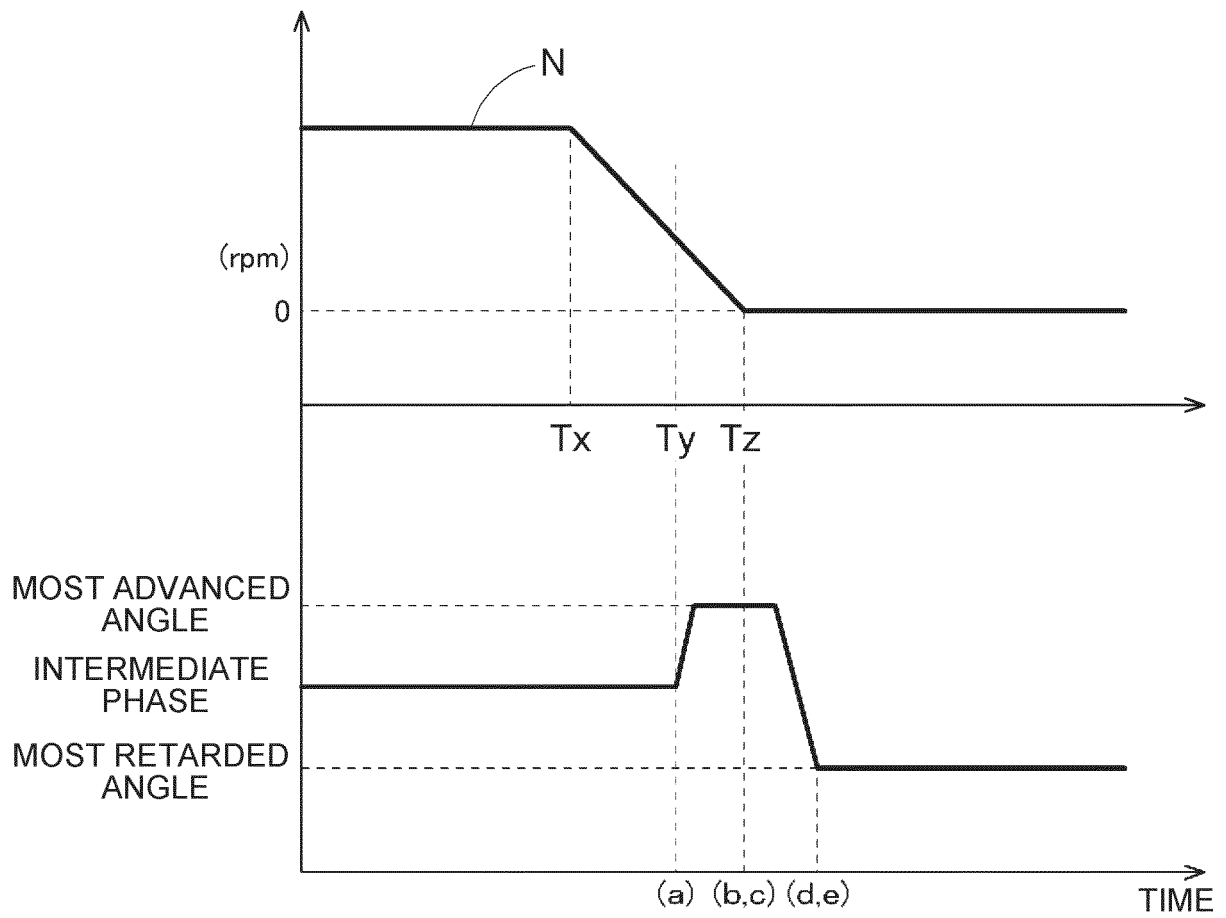 N
(rpm)
0
Tx
Ty
Tz
MOST ADVANCED
ANGLE
INTERMEDIATE
PHASE
MOST RETARDED
ANGLE
(a)
(b,c)
(d,e)
TIME